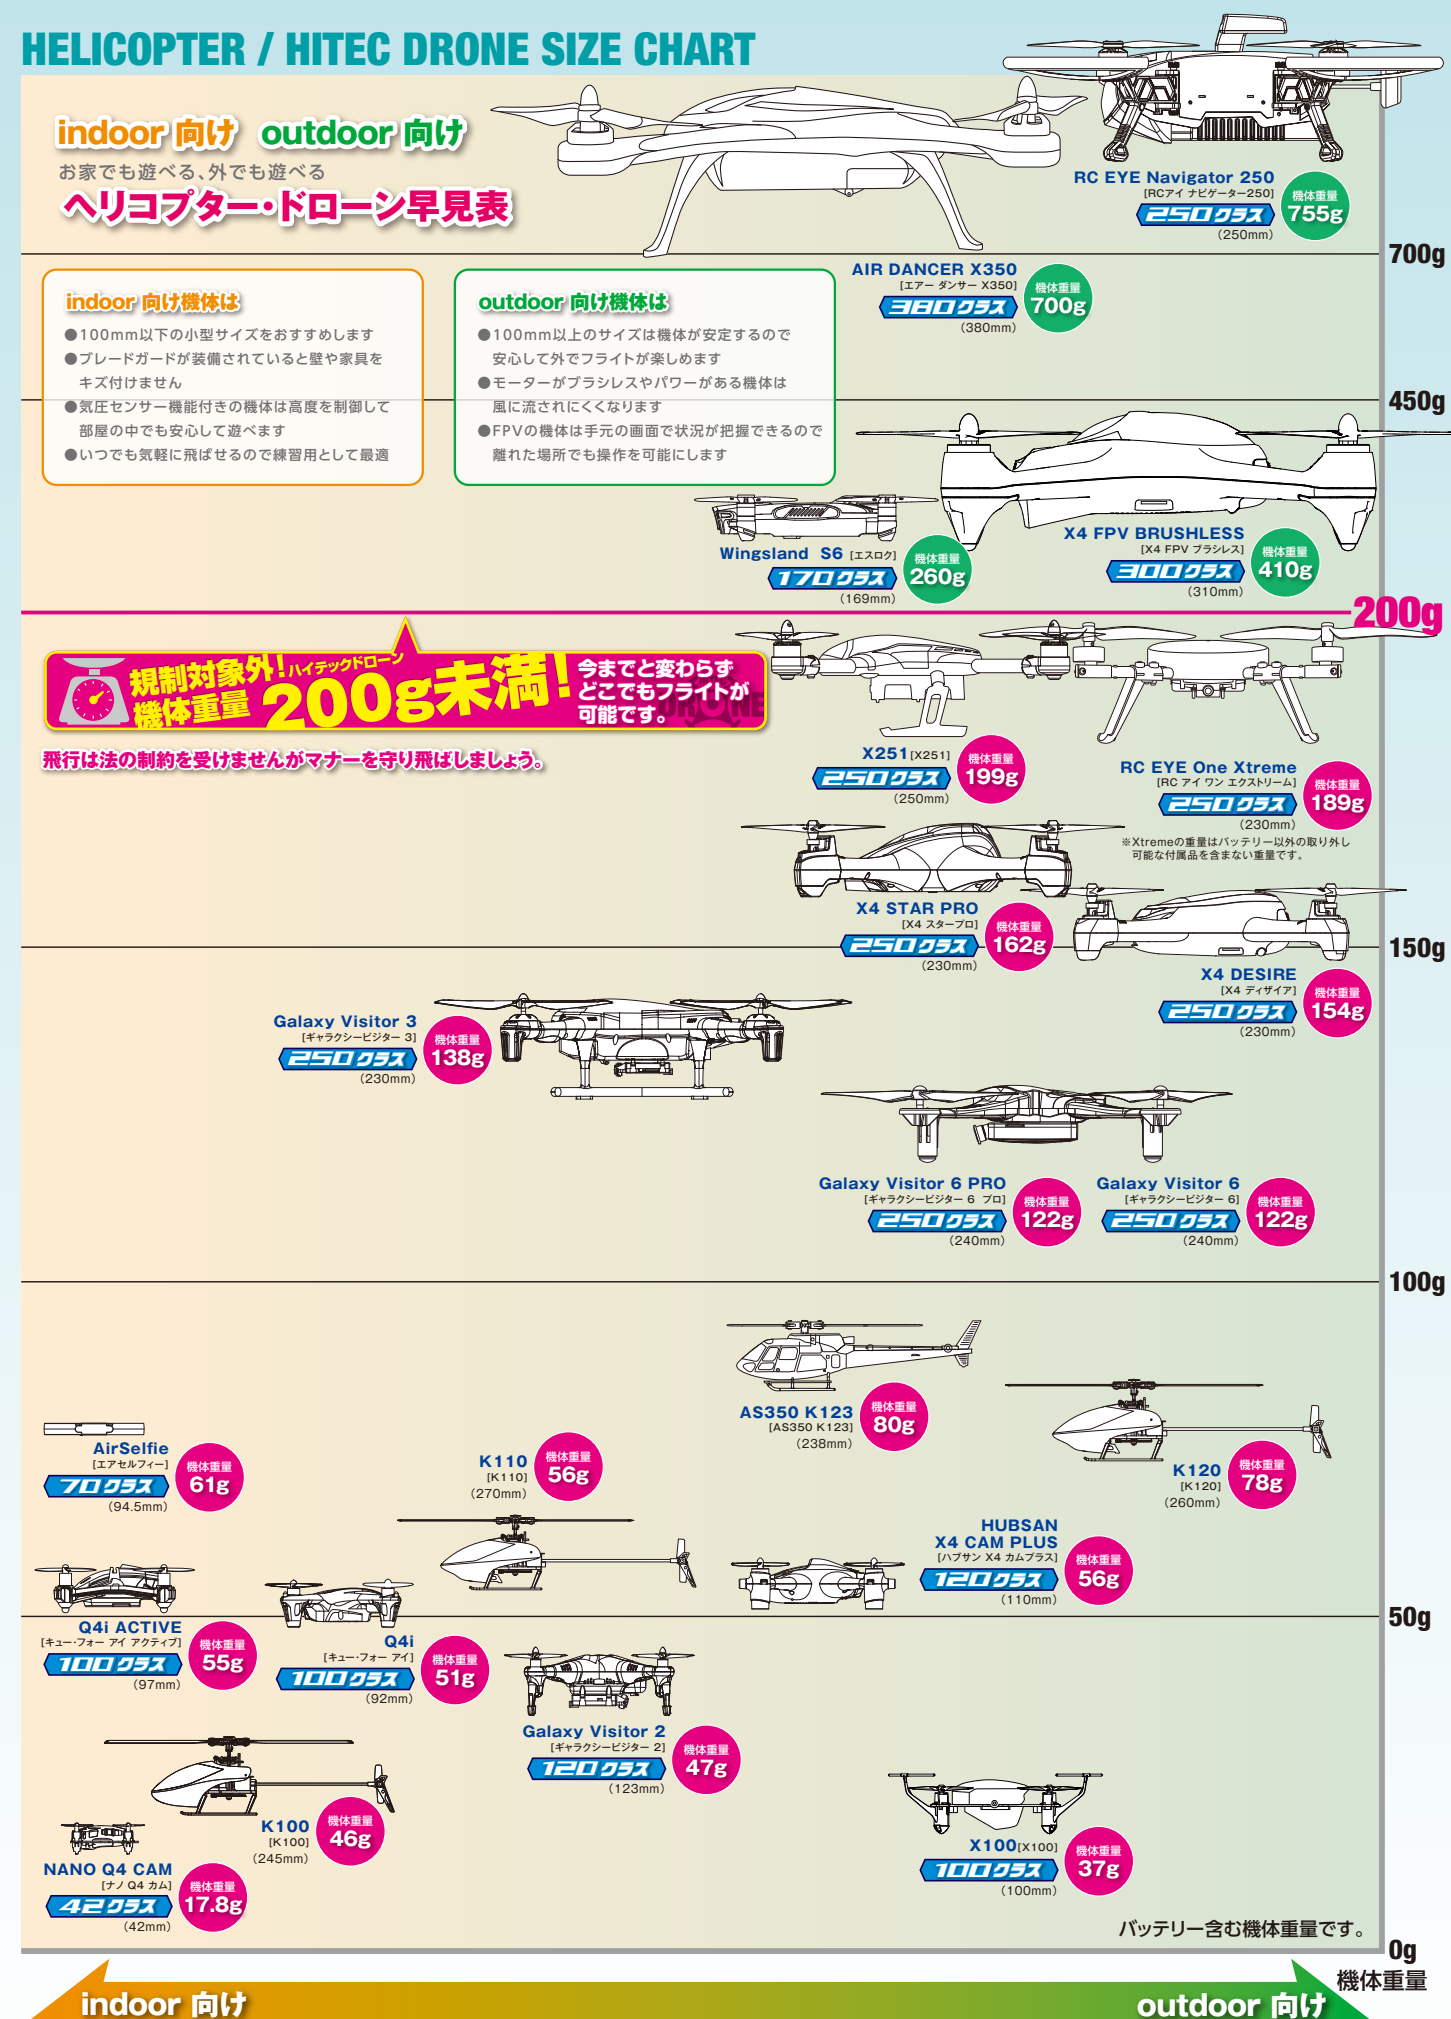 HELICOPTER / HITEC DRONE SIZE CHART
indoor 向け outdoor 向け
お家でも遊べる、外でも遊べる
ヘリコプター・ドローン早見表
RC EYE Navigator 250
[RCアイ ナビゲーター250]
250クラス
(250mm)
機体重量
755g
700g
AIR DANCER X350
[エアー ダンサー X350]
380クラス
(380mm)
機体重量
700g
indoor 向け機体は
●100mm以下の小型サイズをおすすめします
●ブレードガードが装備されていると壁や家具を
キズ付けません
●気圧センサー機能付きの機体は高度を制御して
部屋の中でも安心して遊べます
●いつでも気軽に飛ばせるので練習用として最適
outdoor 向け機体は
●100mm以上のサイズは機体が安定するので
安心して外でフライトが楽しめます
●モーターがブラシレスやパワーがある機体は
風に流されにくくなります
●FPVの機体は手元の画面で状況が把握できるので
離れた場所でも操作を可能にします
450g
Wingsland S6 [エスロク]
170クラス
(169mm)
機体重量
260g
X4 FPV BRUSHLESS
[X4 FPV ブラシレス]
300クラス
(310mm)
機体重量
410g
200g
規制対象外! ハイテックドローン
機体重量 200g未満!
今までと変わらず
どこでもフライトが
可能です。
DRONE
飛行は法の制約を受けませんがマナーを守り飛ばしましょう。
X251[X251]
250クラス
(250mm)
機体重量
199g
RC EYE One Xtreme
[RC アイ ワン エクストリーム]
250クラス
(230mm)
機体重量
189g
※Xtremeの重量はバッテリー以外の取り外し
可能な付属品を含まない重量です。
X4 STAR PRO
[X4 スタープロ]
250クラス
(230mm)
機体重量
162g
150g
X4 DESIRE
[X4 ディザイア]
250クラス
(230mm)
機体重量
154g
Galaxy Visitor 3
[ギャラクシービジター 3]
250クラス
(230mm)
機体重量
138g
Galaxy Visitor 6 PRO
[ギャラクシービジター 6 プロ]
250クラス
(240mm)
機体重量
122g
Galaxy Visitor 6
[ギャラクシービジター 6]
250クラス
(240mm)
機体重量
122g
100g
AS350 K123
[AS350 K123]
(238mm)
機体重量
80g
K120
[K120]
(260mm)
機体重量
78g
AirSelfie
[エアセルフィー]
70クラス
(94.5mm)
機体重量
61g
K110
[K110]
(270mm)
機体重量
56g
HUBSAN
X4 CAM PLUS
[ハブサン X4 カムプラス]
120クラス
(110mm)
機体重量
56g
50g
Q4i ACTIVE
[キュー・フォー アイ アクティブ]
100クラス
(97mm)
機体重量
55g
Q4i
[キュー・フォー アイ]
100クラス
(92mm)
機体重量
51g
Galaxy Visitor 2
[ギャラクシービジター 2]
120クラス
(123mm)
機体重量
47g
K100
[K100]
(245mm)
機体重量
46g
X100[X100]
100クラス
(100mm)
機体重量
37g
NANO Q4 CAM
[ナノ Q4 カム]
42クラス
(42mm)
機体重量
17.8g
バッテリー含む機体重量です。
0g
機体重量
indoor 向け
outdoor 向け